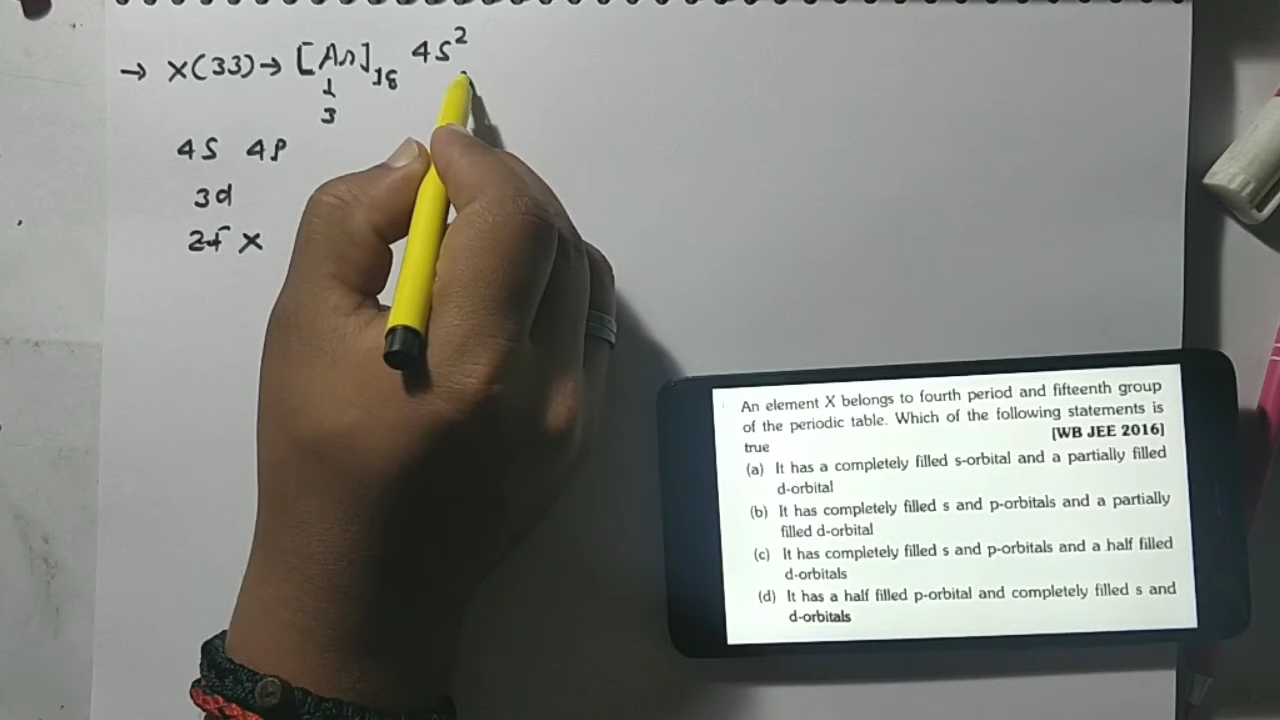 → X(33) → [Ar]₁₈ 4s²
↓
3
4s 4p
3d
2f ×
An element X belongs to fourth period and fifteenth group
of the periodic table. Which of the following statements is
true [WB JEE 2016]
(a) It has a completely filled s-orbital and a partially filled
d-orbital
(b) It has completely filled s and p-orbitals and a partially
filled d-orbital
(c) It has completely filled s and p-orbitals and a half filled
d-orbitals
(d) It has a half filled p-orbital and completely filled s and
d-orbitals